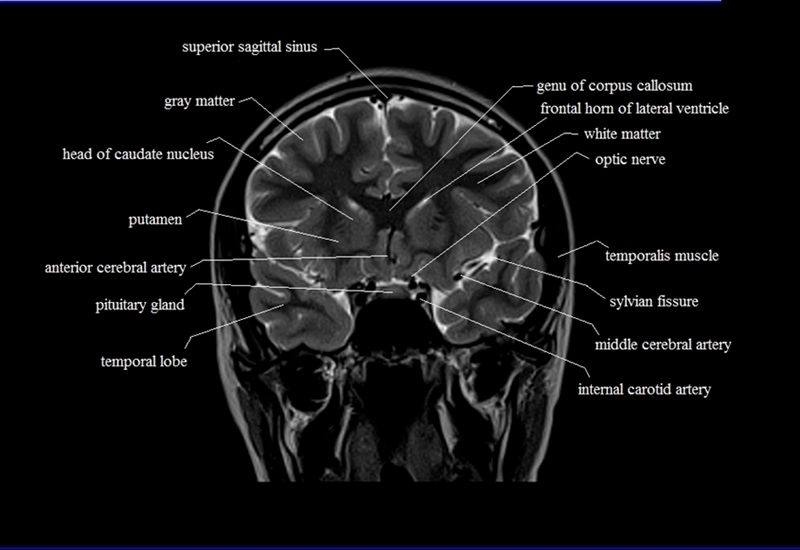 superior sagittal sinus
gray matter
head of caudate nucleus
putamen
anterior cerebral artery
pituitary gland
temporal lobe
genu of corpus callosum
frontal horn of lateral ventricle
white matter
optic nerve
temporalis muscle
sylvian fissure
middle cerebral artery
internal carotid artery